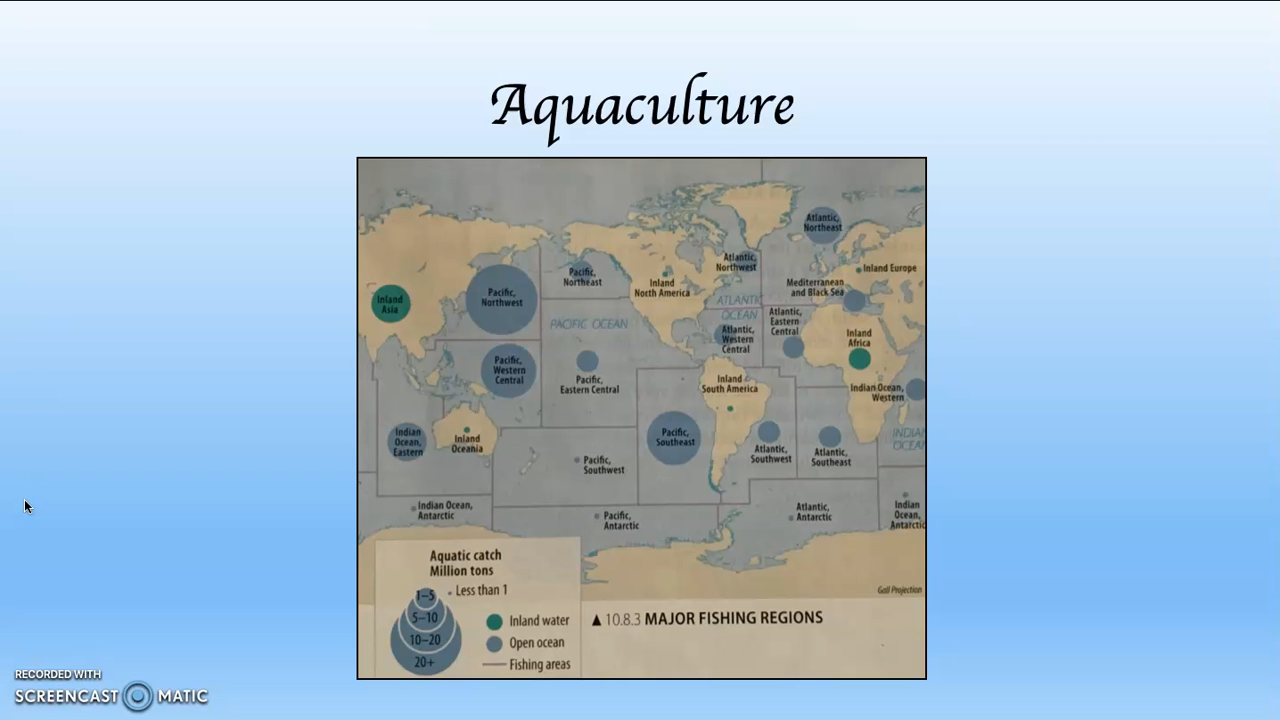 Aquaculture
Atlantic,
Northeast
Atlantic,
Northwest
Pacific,
Northeast
Inland
North America
Inland Europe
Mediterranean
and Black Sea
Inland
Asia
Pacific,
Northwest
ATLANTIC
OCEAN
PACIFIC OCEAN
Atlantic,
Western
Central
Atlantic,
Eastern
Central
Inland
Africa
Pacific,
Western
Central
Pacific,
Eastern Central
Inland
South America
Indian Ocean,
Western
Indian
Ocean,
Eastern
Inland
Oceania
Pacific,
Southeast
Atlantic,
Southwest
Atlantic,
Southeast
INDIAN
OCEAN
Pacific,
Southwest
Indian Ocean,
Antarctic
Pacific,
Antarctic
Atlantic,
Antarctic
Indian
Ocean,
Antarctic
Aquatic catch
Million tons
Less than 1
1–5
5–10
10–20
20+
Inland water
Open ocean
Fishing areas
Gall Projection
▲ 10.8.3 MAJOR FISHING REGIONS
RECORDED WITH
SCREENCAST MATIC